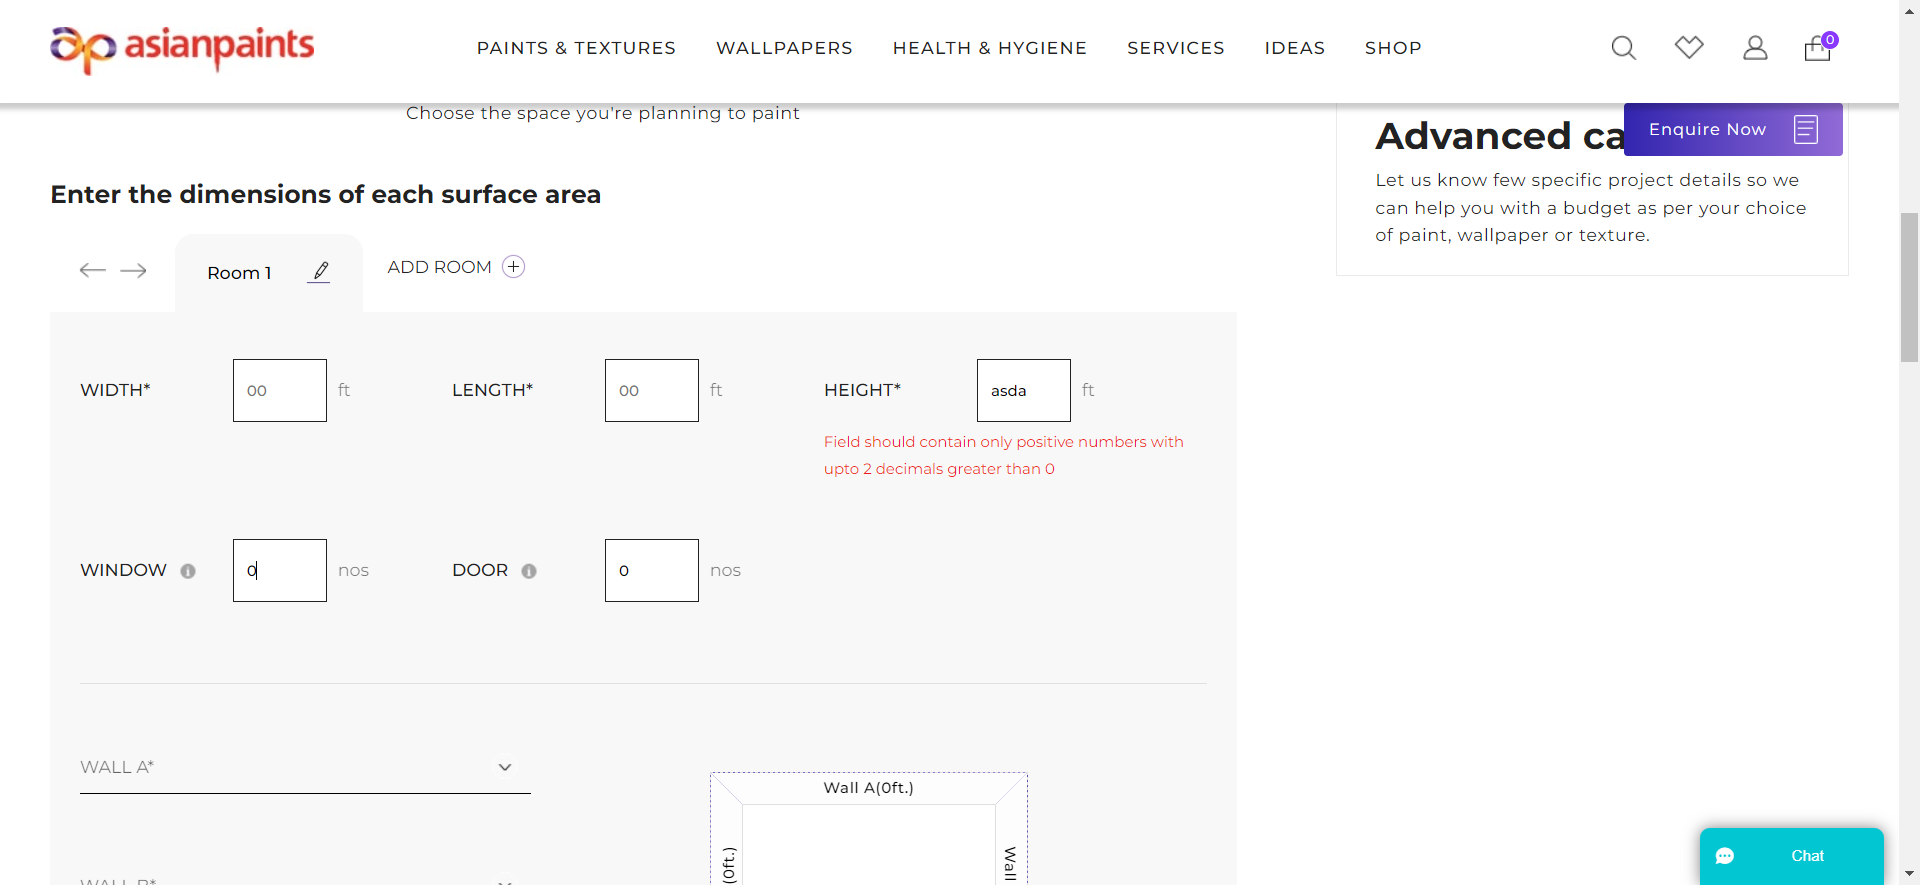 asianpaints
PAINTS & TEXTURES
WALLPAPERS
HEALTH & HYGIENE
SERVICES
IDEAS
SHOP
0
Choose the space you're planning to paint
Advanced ca
Enquire Now
Let us know few specific project details so we
can help you with a budget as per your choice
of paint, wallpaper or texture.
Enter the dimensions of each surface area
Room 1
ADD ROOM
WIDTH*
00
ft
LENGTH*
00
ft
HEIGHT*
asda
ft
Field should contain only positive numbers with
upto 2 decimals greater than 0
WINDOW
0
nos
DOOR
0
nos
WALL A*
Wall A(0ft.)
(0ft.)
Wall
Chat